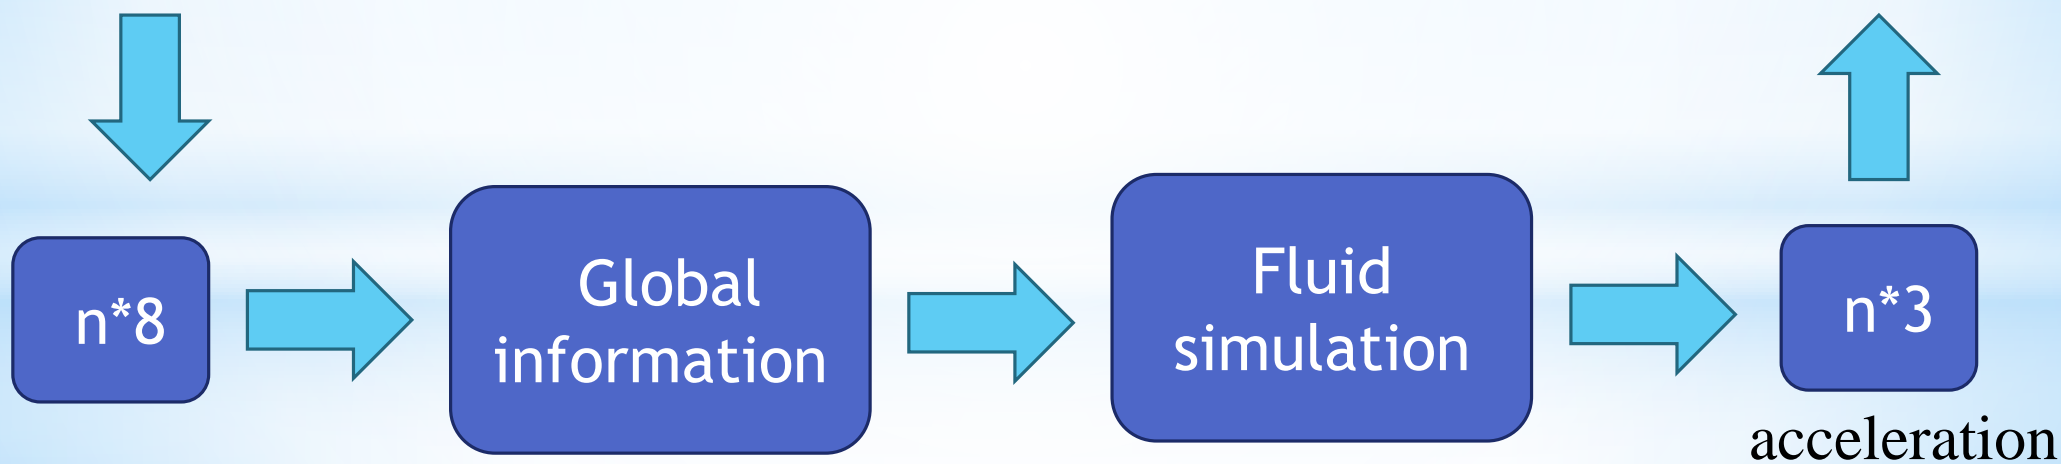 n*8
Global
information
Fluid
simulation
n*3
acceleration